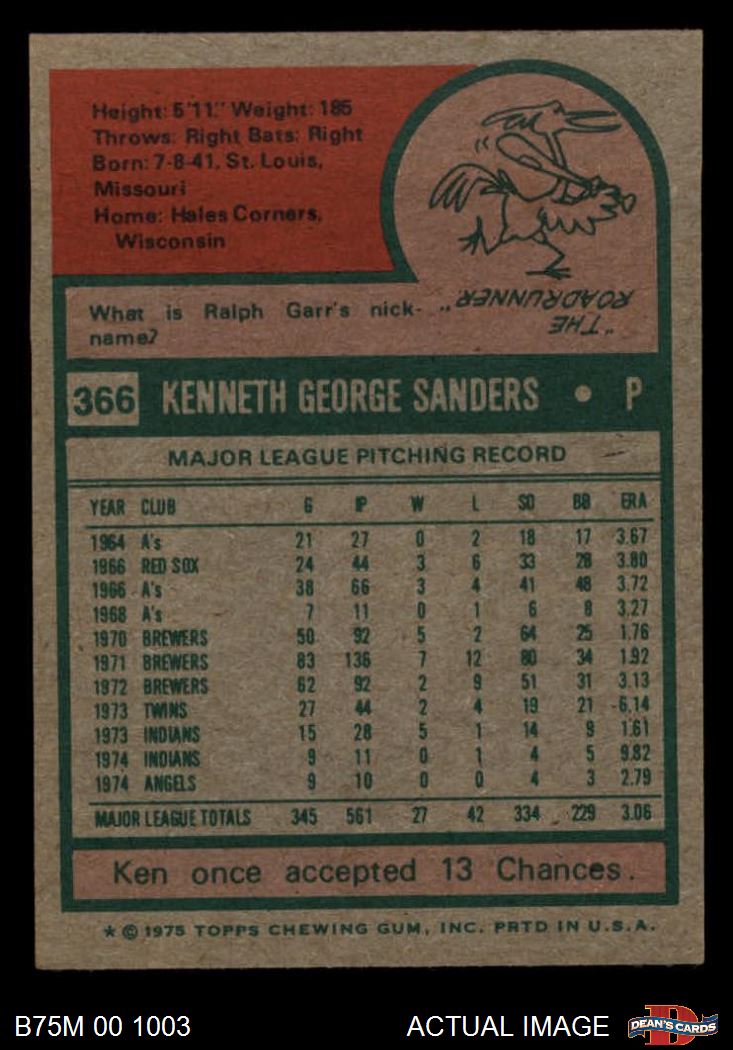 Height: 5'11" Weight: 185
Throws: Right Bats: Right
Born: 7-8-41, St. Louis,
Missouri
Home: Hales Corners,
Wisconsin
What is Ralph Garr's nick-
name?
"THE
ROADRUNNER"
366 KENNETH GEORGE SANDERS • P
MAJOR LEAGUE PITCHING RECORD
YEAR CLUB G IP W L SO BB ERA
1964 A's 21 27 0 2 18 17 3.67
1966 RED SOX 24 44 3 6 33 28 3.80
1966 A's 38 66 3 4 41 48 3.72
1968 A's 7 11 0 1 6 8 3.27
1970 BREWERS 50 92 5 2 64 25 1.76
1971 BREWERS 83 136 7 12 80 34 1.92
1972 BREWERS 62 92 2 9 51 31 3.13
1973 TWINS 27 44 2 4 19 21 6.14
1973 INDIANS 15 28 5 1 14 9 1.61
1974 INDIANS 9 11 0 1 4 5 9.82
1974 ANGELS 9 10 0 0 4 3 2.79
MAJOR LEAGUE TOTALS 345 561 27 42 334 229 3.06
Ken once accepted 13 Chances.
* © 1975 TOPPS CHEWING GUM, INC. PRTD IN U.S.A.
B75M 00 1003 ACTUAL IMAGE D DEAN'S CARDS